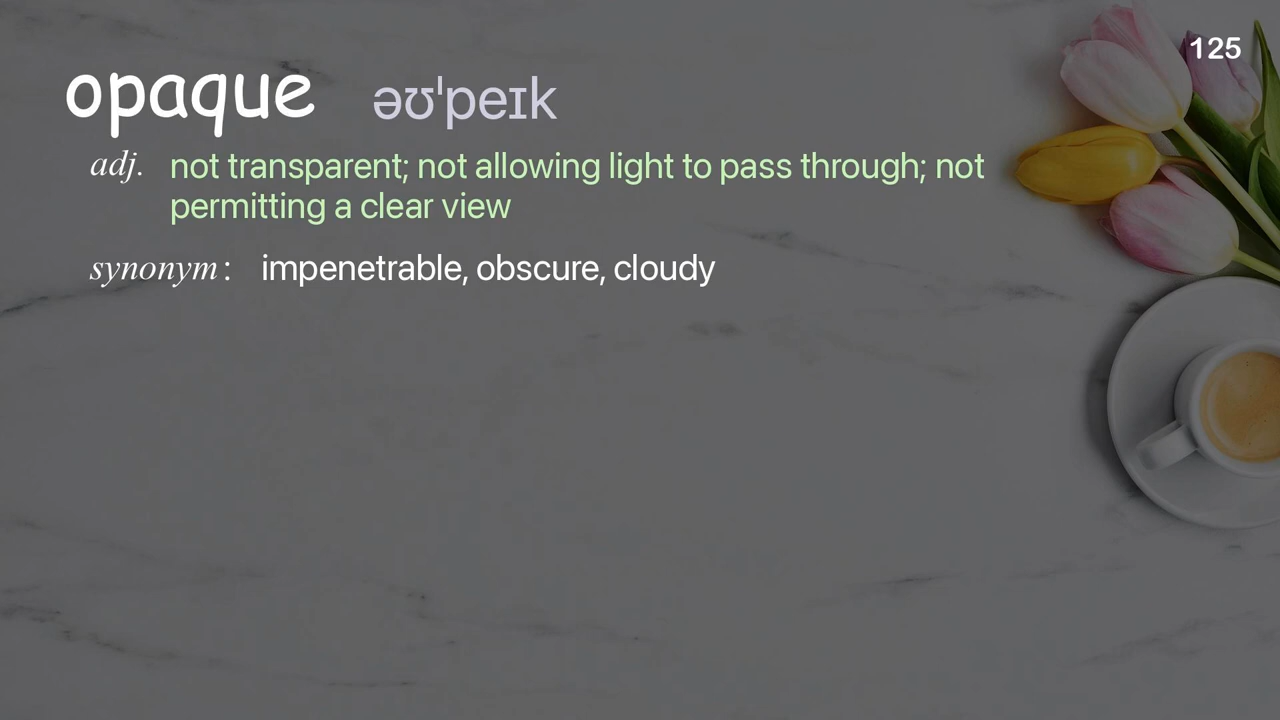 125
opaque əʊˈpeɪk
adj. not transparent; not allowing light to pass through; not
permitting a clear view
synonym: impenetrable, obscure, cloudy